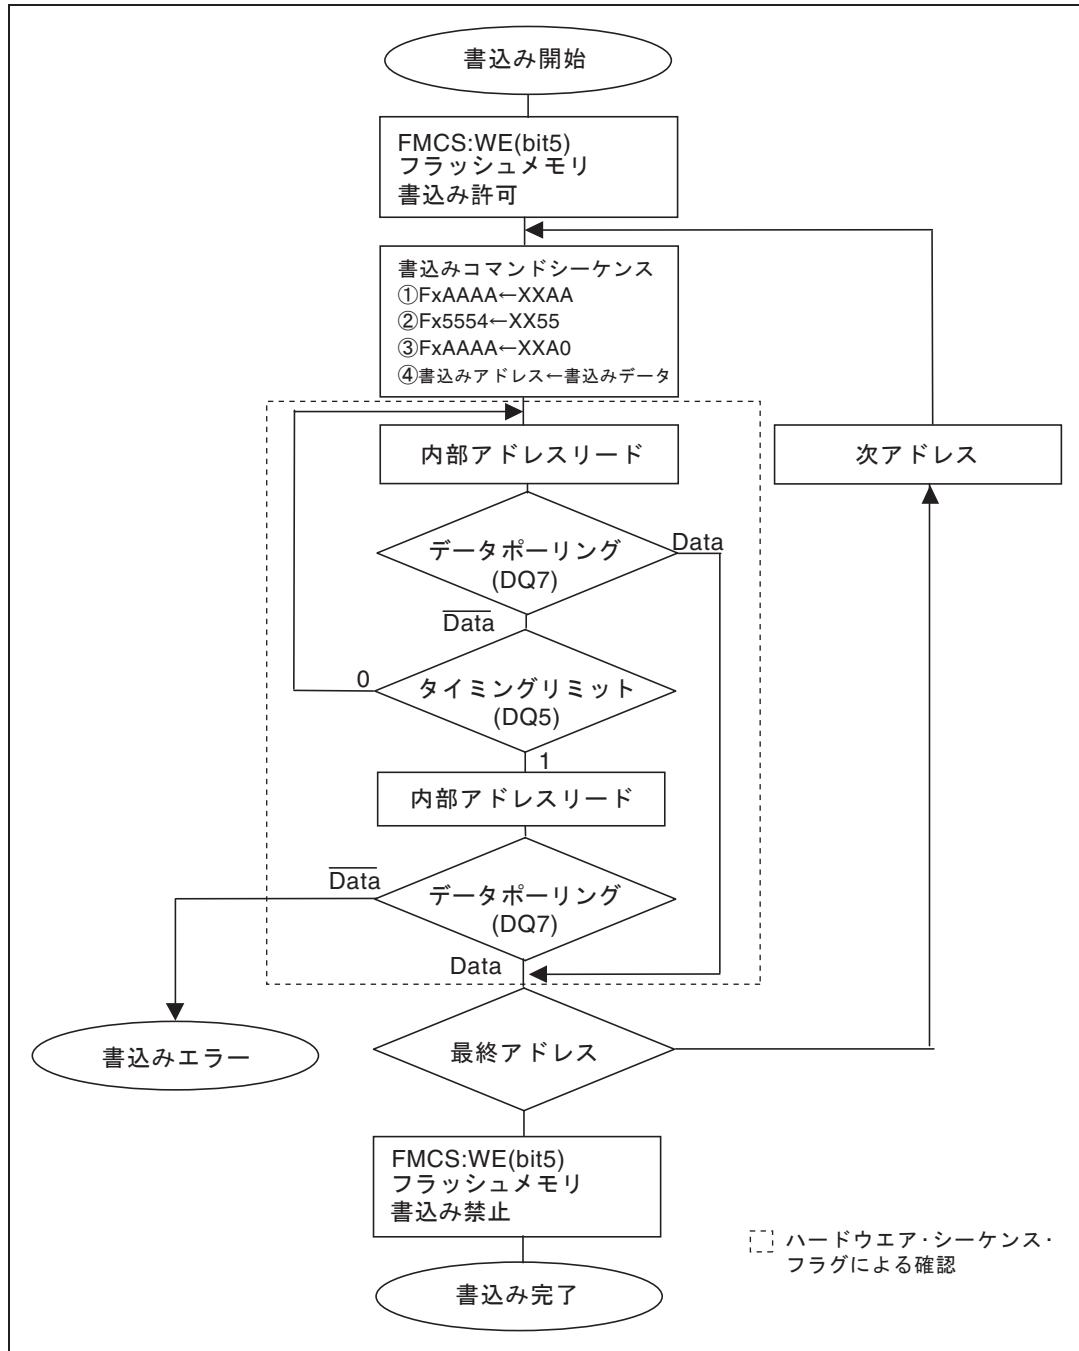 書込み開始
FMCS:WE(bit5)
フラッシュメモリ
書込み許可
書込みコマンドシーケンス
①FxAAAA←XXAA
②Fx5554←XX55
③FxAAAA←XXA0
④書込みアドレス←書込みデータ
内部アドレスリード
次アドレス
データポーリング
(DQ7)
Data
D̅a̅t̅a̅
タイミングリミット
(DQ5)
0
1
内部アドレスリード
D̅a̅t̅a̅
データポーリング
(DQ7)
Data
書込みエラー
最終アドレス
FMCS:WE(bit5)
フラッシュメモリ
書込み禁止
ハードウエア・シーケンス・
フラグによる確認
書込み完了